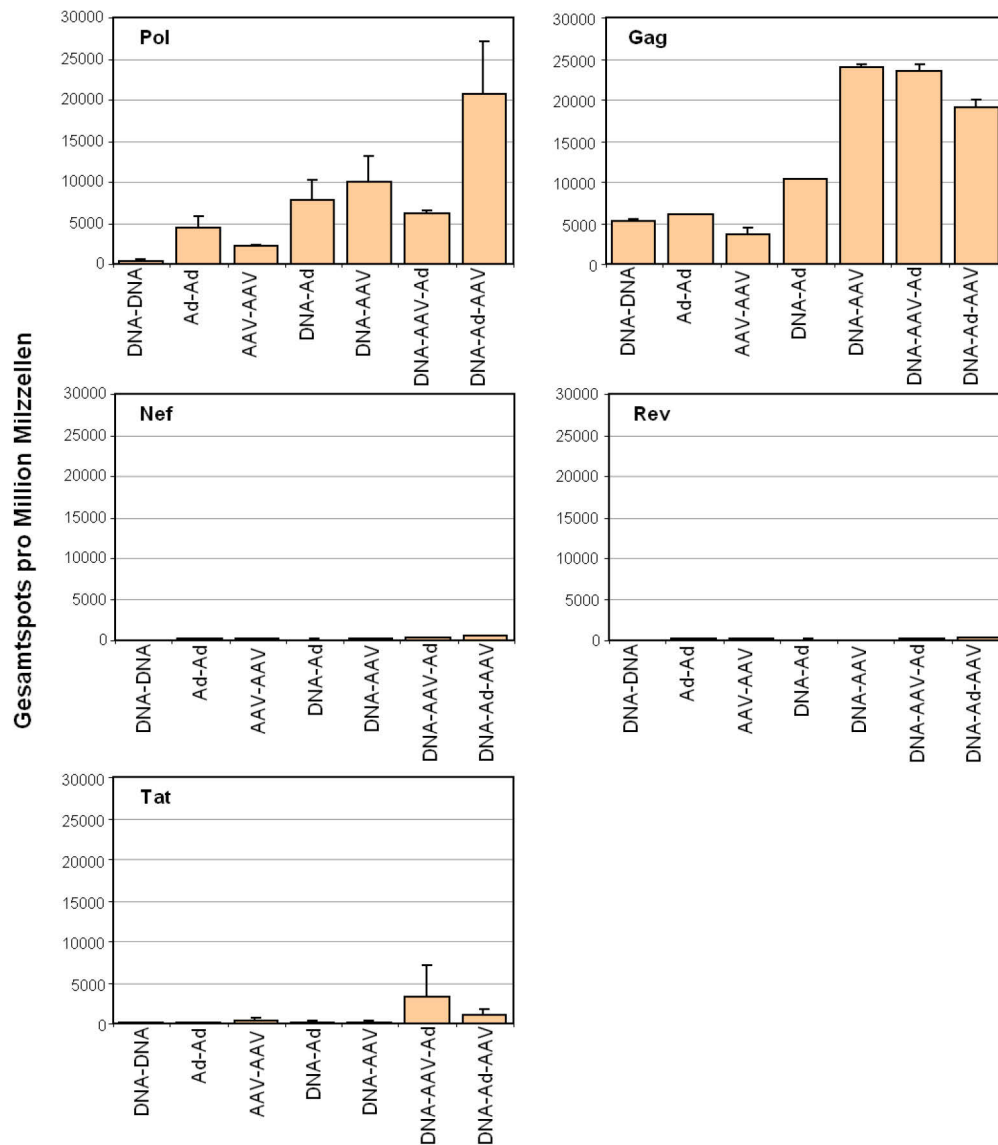 Gesamtspots pro Million Milzzellen
Pol
30000
25000
20000
15000
10000
5000
0
DNA-DNA
Ad-Ad
AAV-AAV
DNA-Ad
DNA-AAV
DNA-AAV-Ad
DNA-Ad-AAV
Gag
30000
25000
20000
15000
10000
5000
0
DNA-DNA
Ad-Ad
AAV-AAV
DNA-Ad
DNA-AAV
DNA-AAV-Ad
DNA-Ad-AAV
Nef
30000
25000
20000
15000
10000
5000
0
DNA-DNA
Ad-Ad
AAV-AAV
DNA-Ad
DNA-AAV
DNA-AAV-Ad
DNA-Ad-AAV
Rev
30000
25000
20000
15000
10000
5000
0
DNA-DNA
Ad-Ad
AAV-AAV
DNA-Ad
DNA-AAV
DNA-AAV-Ad
DNA-Ad-AAV
Tat
30000
25000
20000
15000
10000
5000
0
DNA-DNA
Ad-Ad
AAV-AAV
DNA-Ad
DNA-AAV
DNA-AAV-Ad
DNA-Ad-AAV